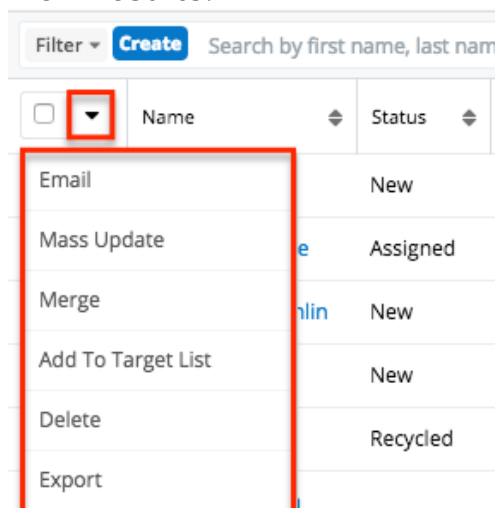 Filter Create Search by first name, last nam
Name Status
Email New
Mass Update e Assigned
Merge nlin New
Add To Target List New
Delete Recycled
Export